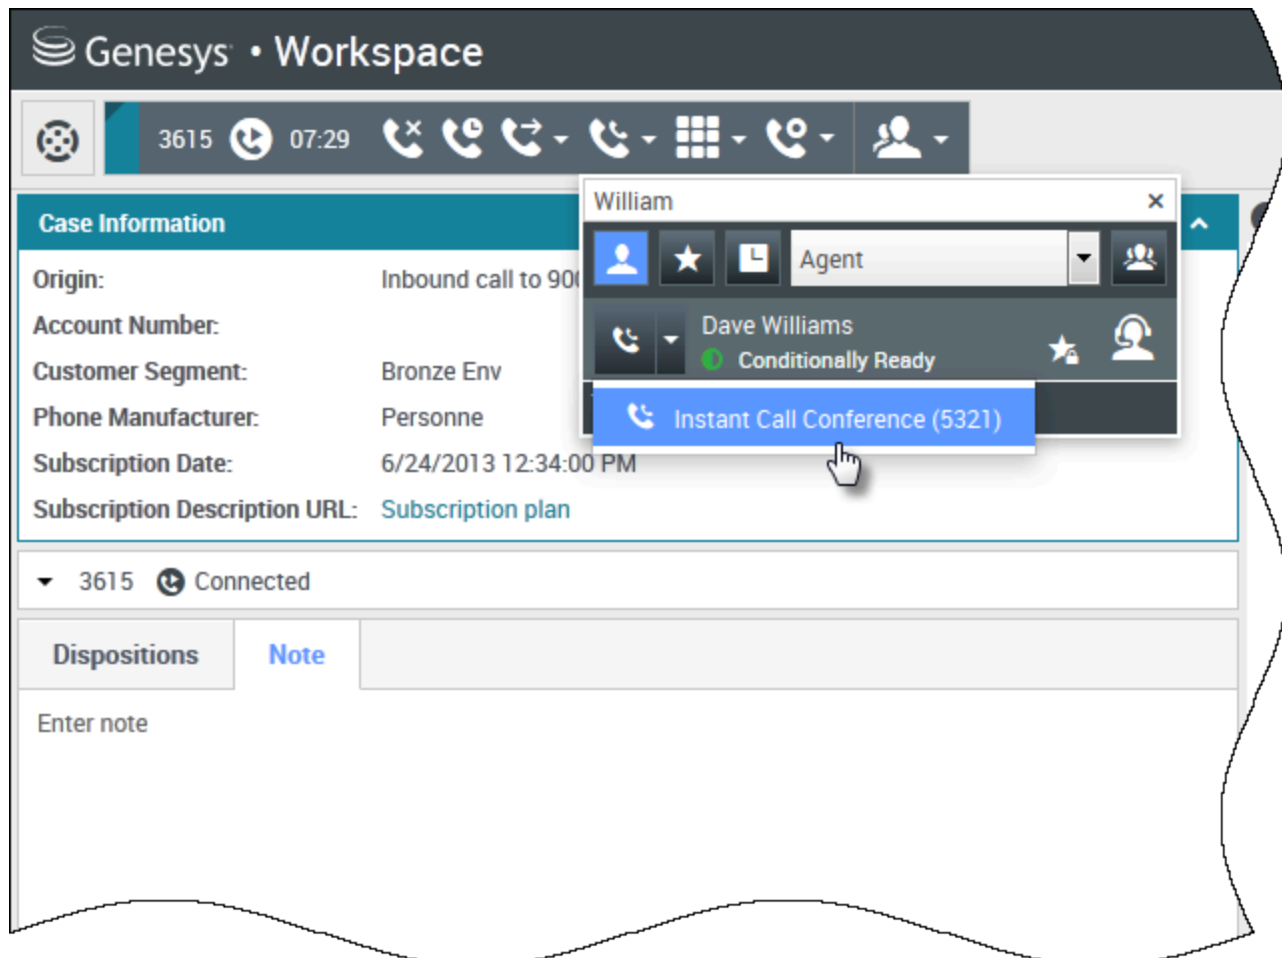 Genesys • Workspace
3615 07:29
William ×
Case Information
Agent
Origin: Inbound call to 900
Dave Williams
Account Number:
Conditionally Ready
Customer Segment: Bronze Env
Instant Call Conference (5321)
Phone Manufacturer: Personne
Subscription Date: 6/24/2013 12:34:00 PM
Subscription Description URL: Subscription plan
3615 Connected
Dispositions Note
Enter note